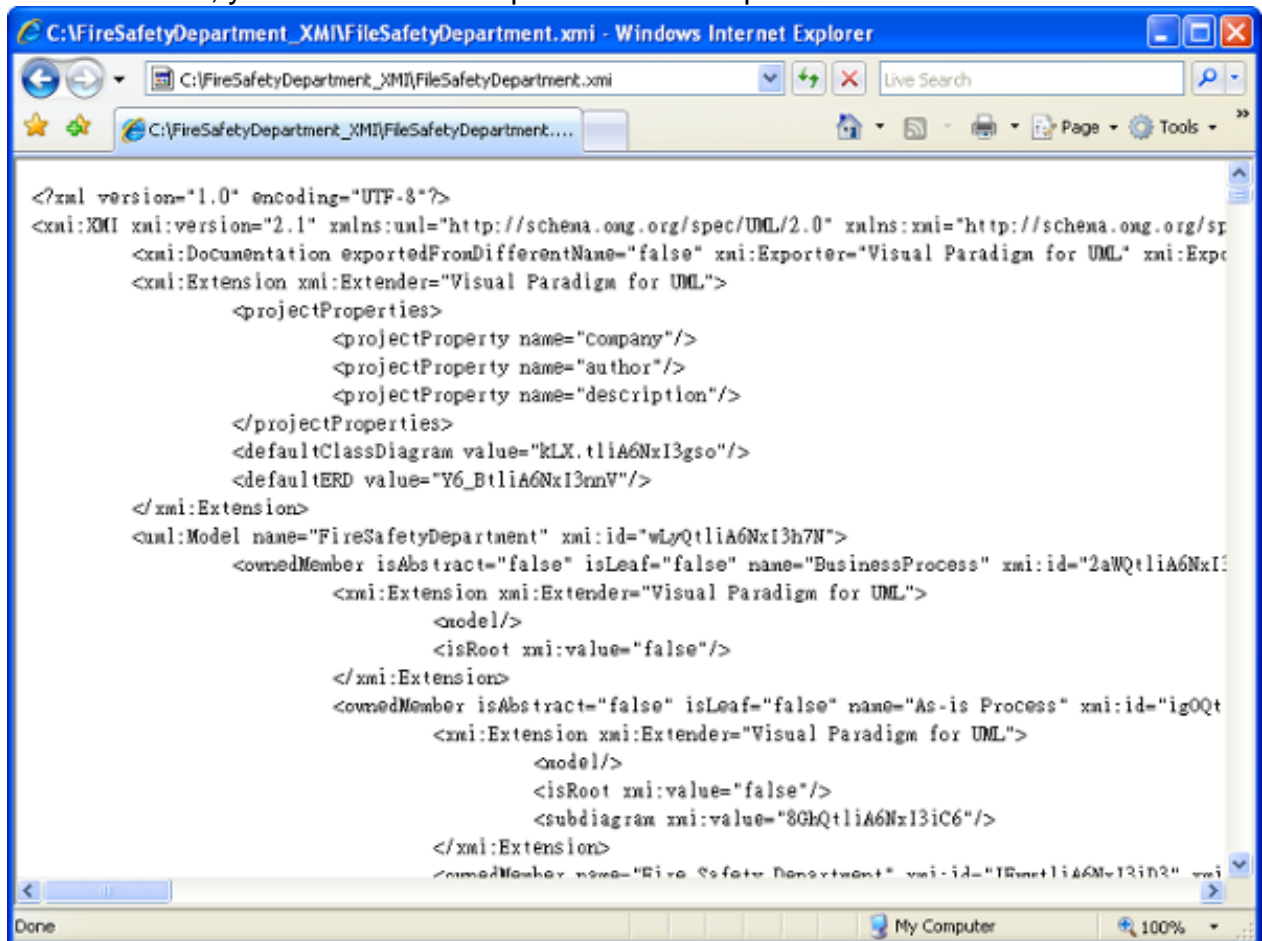 C:\FireSafetyDepartment_XMI\FileSafetyDepartment.xmi - Windows Internet Explorer
C:\FireSafetyDepartment_XMI\FileSafetyDepartment.xmi Live Search
C:\FireSafetyDepartment_XMI\FileSafetyDepartment.... Page Tools
<?xml version="1.0" encoding="UTF-8"?>
<xmi:XMI xmi:version="2.1" xmlns:uml="http://schema.omg.org/spec/UML/2.0" xmlns:xmi="http://schema.omg.org/sp
<xmi:Documentation exportedFromDifferentName="false" xmi:Exporter="Visual Paradigm for UML" xmi:Expo
<xmi:Extension xmi:Extender="Visual Paradigm for UML">
<projectProperties>
<projectProperty name="company"/>
<projectProperty name="author"/>
<projectProperty name="description"/>
</projectProperties>
<defaultClassDiagram value="kLX.tliA6NxI3gso"/>
<defaultERD value="Y6_BtliA6NxI3nnV"/>
</xmi:Extension>
<uml:Model name="FireSafetyDepartment" xmi:id="wLyQtliA6NxI3h7N">
<ownedMember isAbstract="false" isLeaf="false" name="BusinessProcess" xmi:id="2aWQtliA6NxI3
<xmi:Extension xmi:Extender="Visual Paradigm for UML">
<model/>
<isRoot xmi:value="false"/>
</xmi:Extension>
<ownedMember isAbstract="false" isLeaf="false" name="As-is Process" xmi:id="igOQt
<xmi:Extension xmi:Extender="Visual Paradigm for UML">
<model/>
<isRoot xmi:value="false"/>
<subdiagram xmi:value="8GhQtliA6NxI3iC6"/>
</xmi:Extension>
<ownedMember name="Fire Safety Department"
Done My Computer 100%